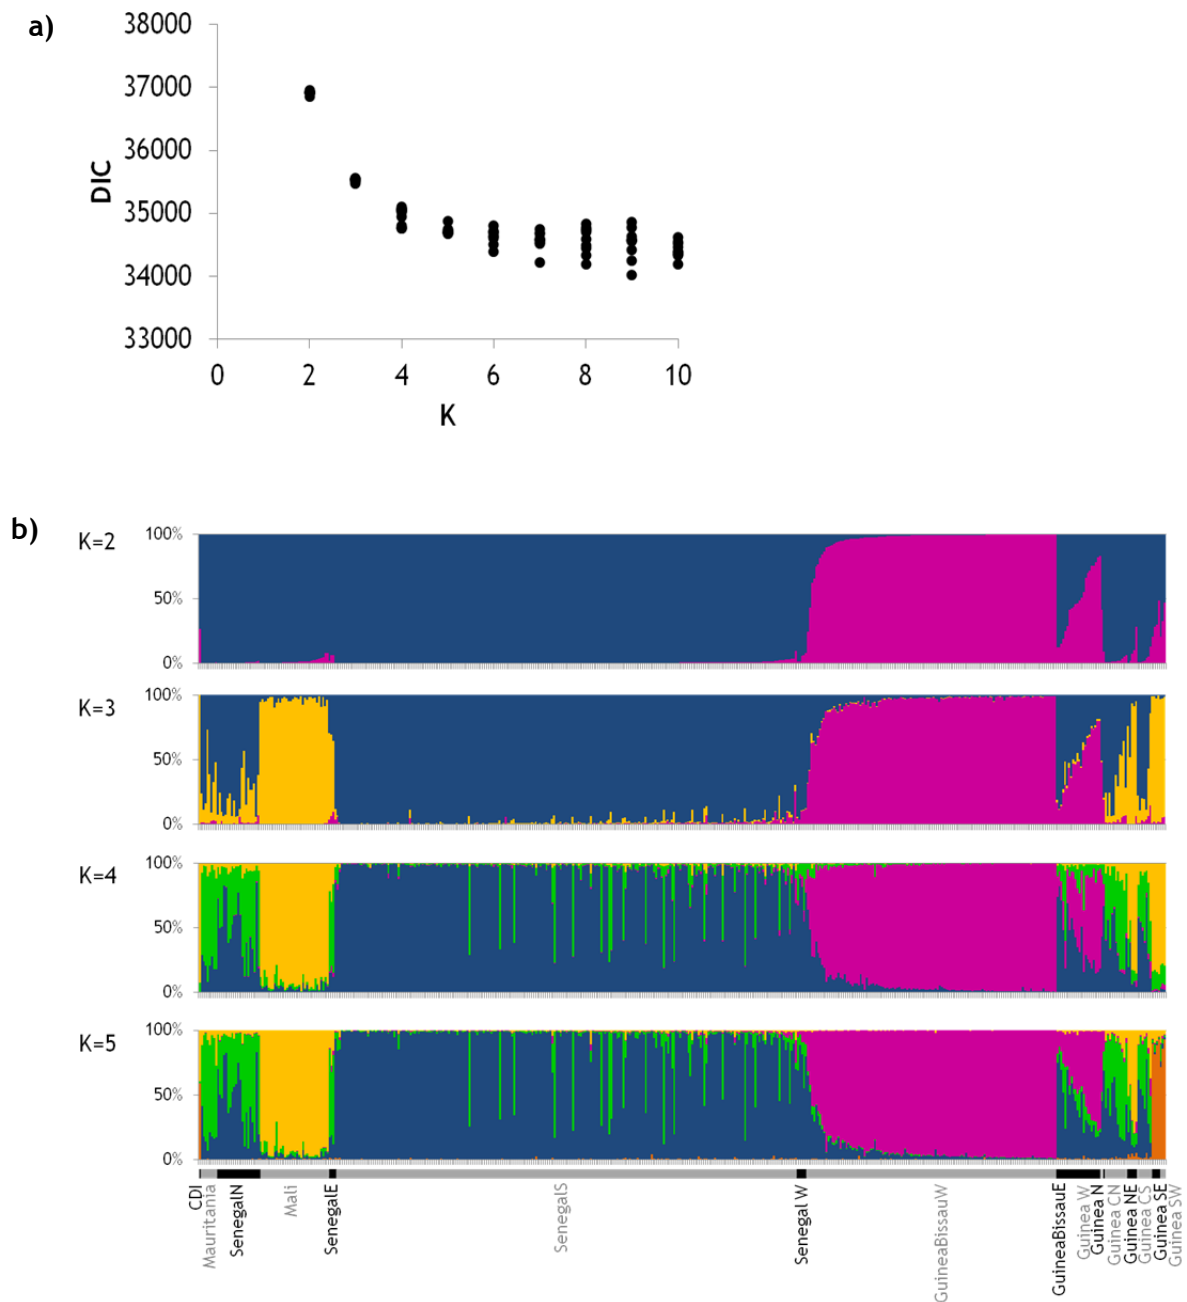 a)
38000
37000
36000
35000
34000
33000
DIC
0 2 4 6 8 10
K
b)
K=2
100%
50%
0%
K=3
100%
50%
0%
K=4
100%
50%
0%
K=5
100%
50%
0%
CDI
Mauritania
SenegalN
Mali
SenegalE
SenegalS
Senegal W
GuineaBissauW
GuineaBissauE
Guinea W
Guinea N
Guinea CN
Guinea NE
Guinea CS
Guinea SE
Guinea SW